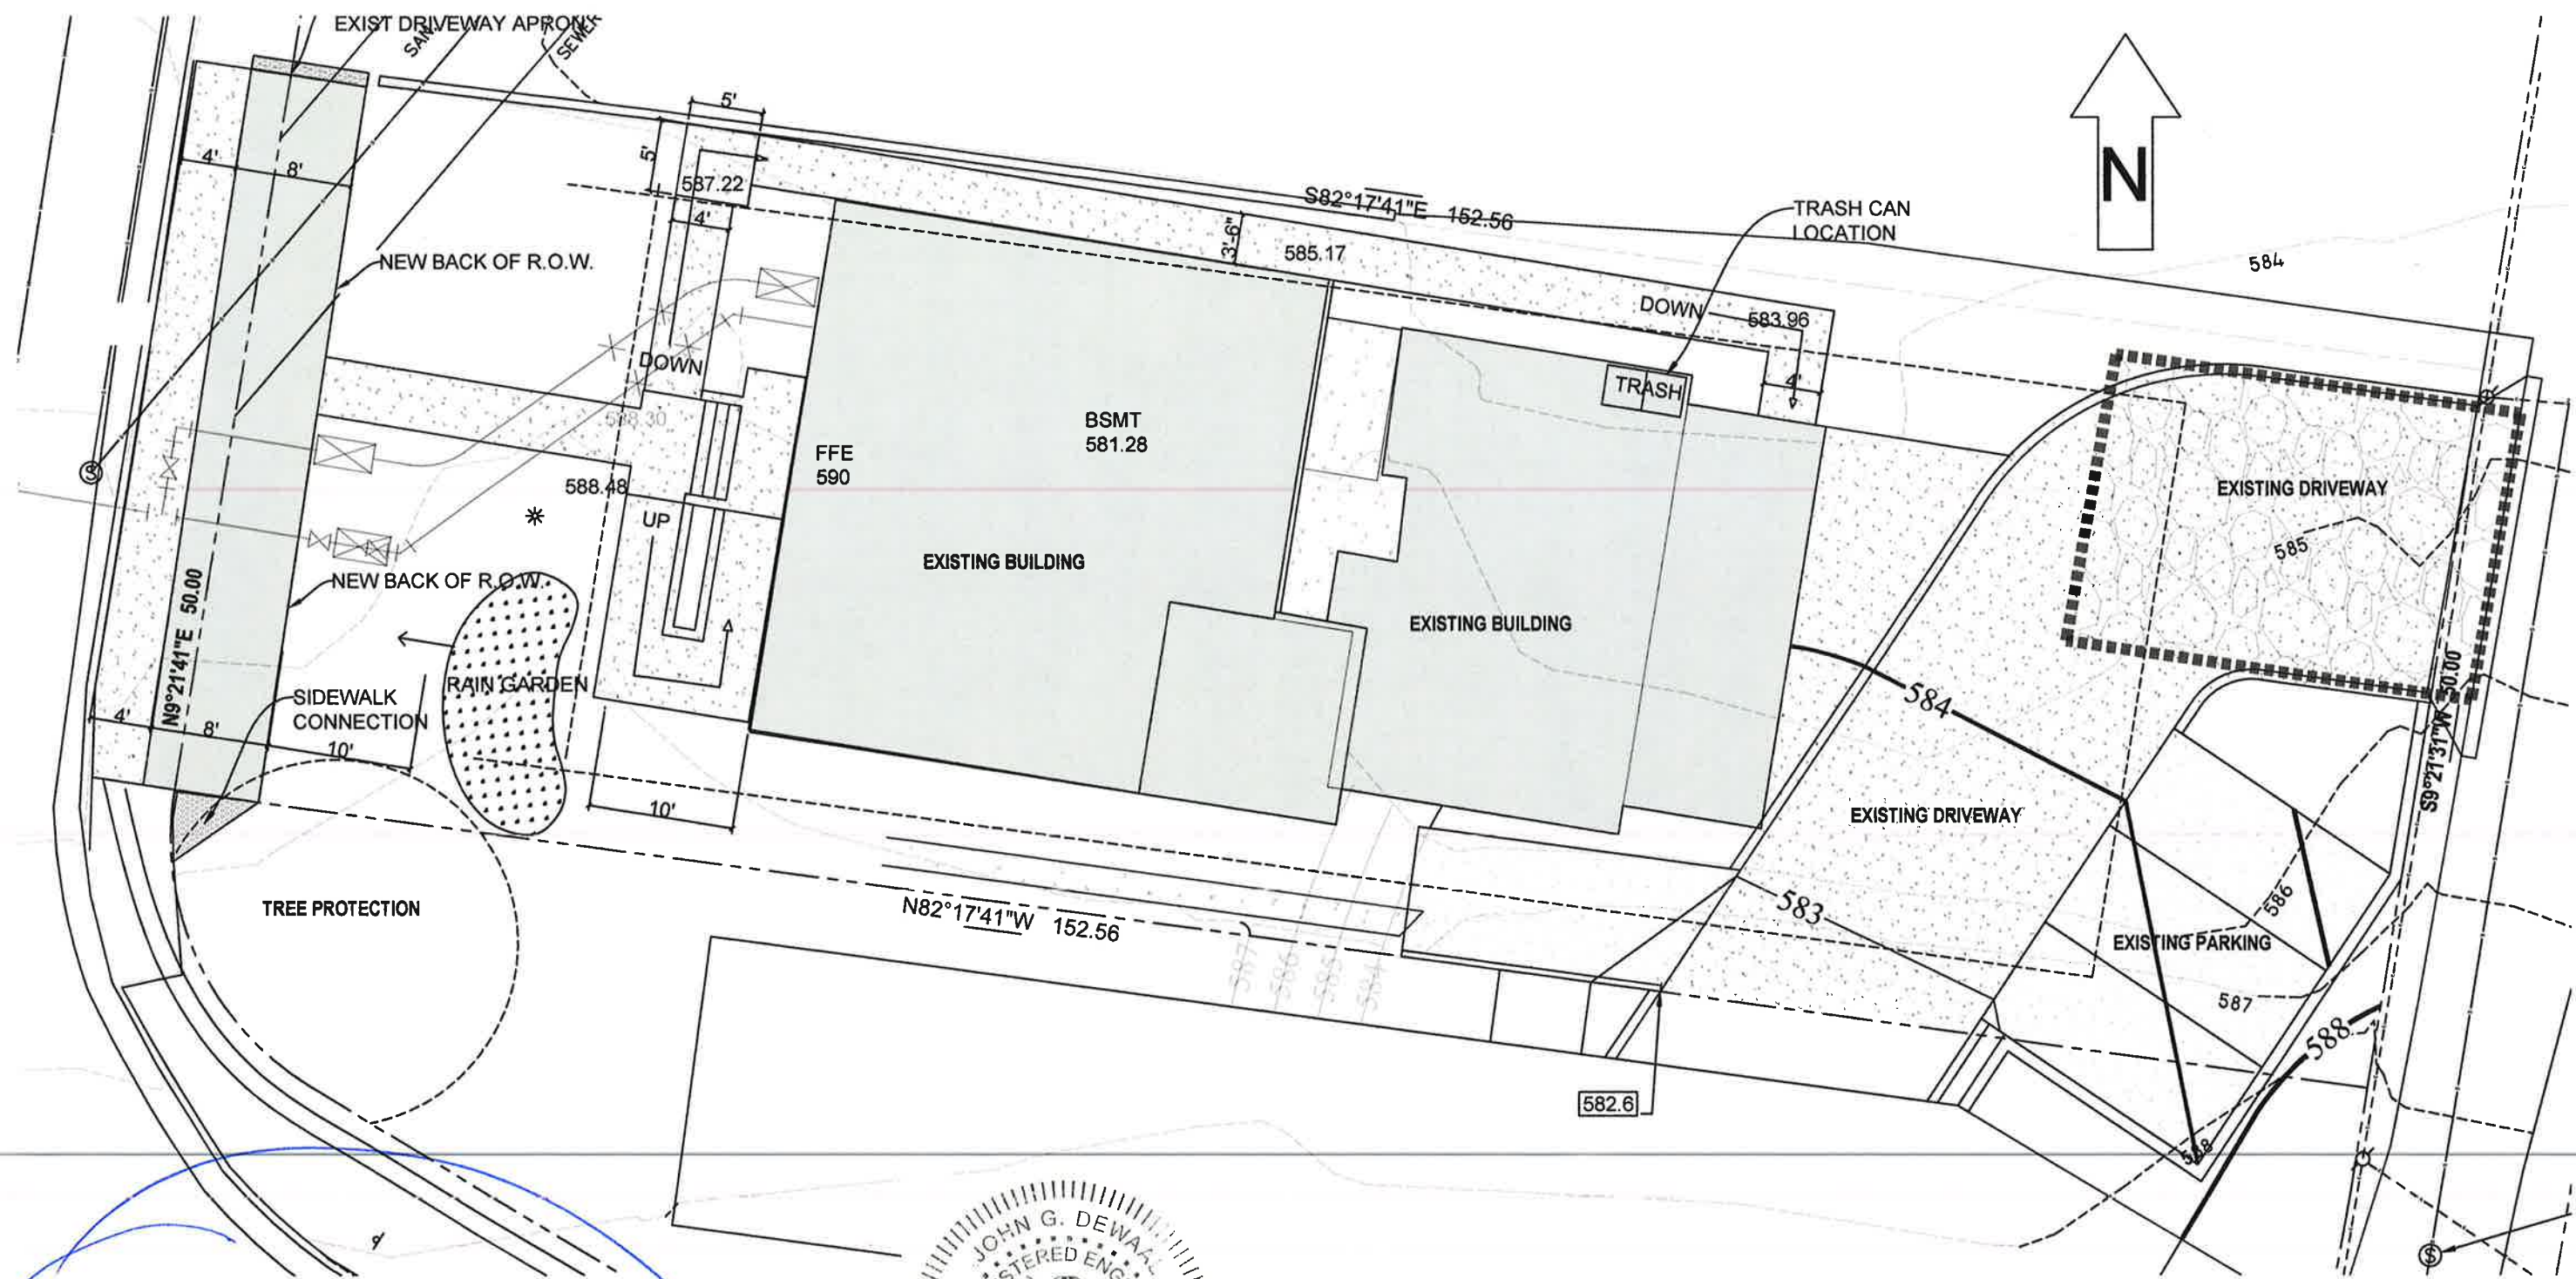 EXIST DRIVEWAY APRON
SAN.
SEWER
5'
5'
587.22
4'
4'
8'
S82°17'41"E 152.56
3'-6"
585.17
TRASH CAN
LOCATION
N
584
NEW BACK OF R.O.W.
DOWN
583.96
DOWN
TRASH
4'
588.30
BSMT
581.28
FFE
590
588.48
UP
EXISTING DRIVEWAY
585
EXISTING BUILDING
NEW BACK OF R.O.W.
N9°21'41"E 50.00
EXISTING BUILDING
RAIN GARDEN
SIDEWALK
CONNECTION
584
S9°21'31"W 50.00
4'
8'
10'
10'
EXISTING DRIVEWAY
TREE PROTECTION
N82°17'41"W 152.56
583
586
EXISTING PARKING
587
586
585
584
587
588
582.6
588
S
S
JOHN G. DEWAAL